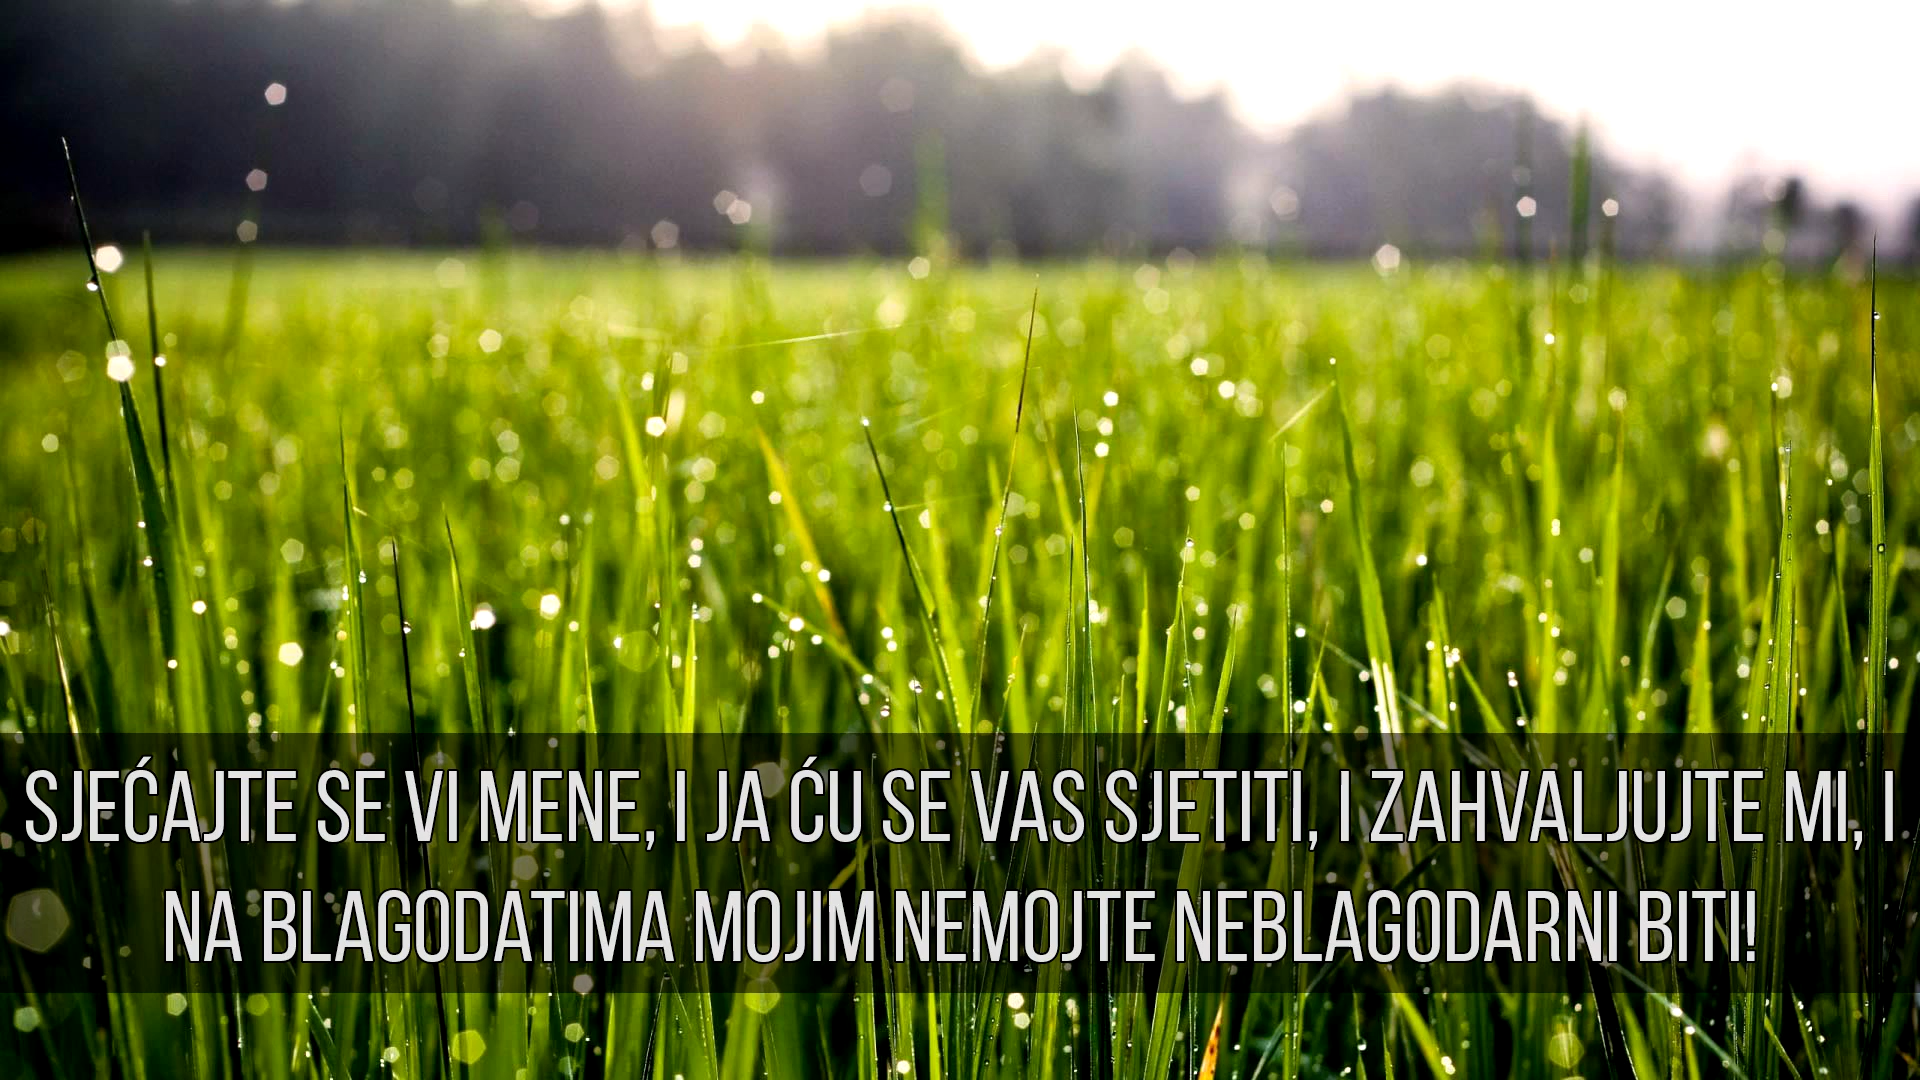 SJEĆAJTE SE VI MENE, I JA ĆU SE VAS SJETITI, I ZAHVALJUJTE MI, I
NA BLAGODATIMA MOJIM NEMOJTE NEBLAGODARNI BITI!